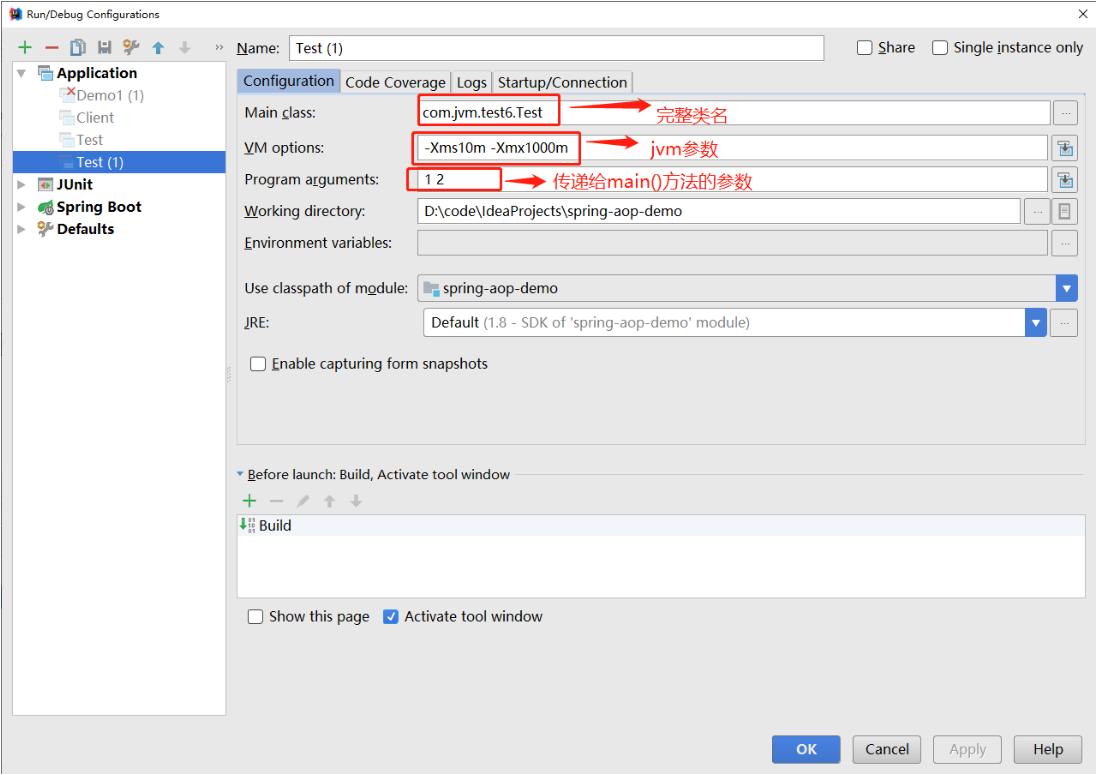 Run/Debug Configurations
Name: Test (1)
Share
Single instance only
Application
Demo1 (1)
Client
Test
Test (1)
JUnit
Spring Boot
Defaults
Configuration
Code Coverage
Logs
Startup/Connection
Main class: com.jvm.test6.Test 完整类名
VM options: -Xms10m -Xmx1000m jvm参数
Program arguments: 1 2 传递给main()方法的参数
Working directory: D:\code\IdeaProjects\spring-aop-demo
Environment variables:
Use classpath of module: spring-aop-demo
JRE: Default (1.8 - SDK of 'spring-aop-demo' module)
Enable capturing form snapshots
Before launch: Build, Activate tool window
Build
Show this page
Activate tool window
OK
Cancel
Apply
Help